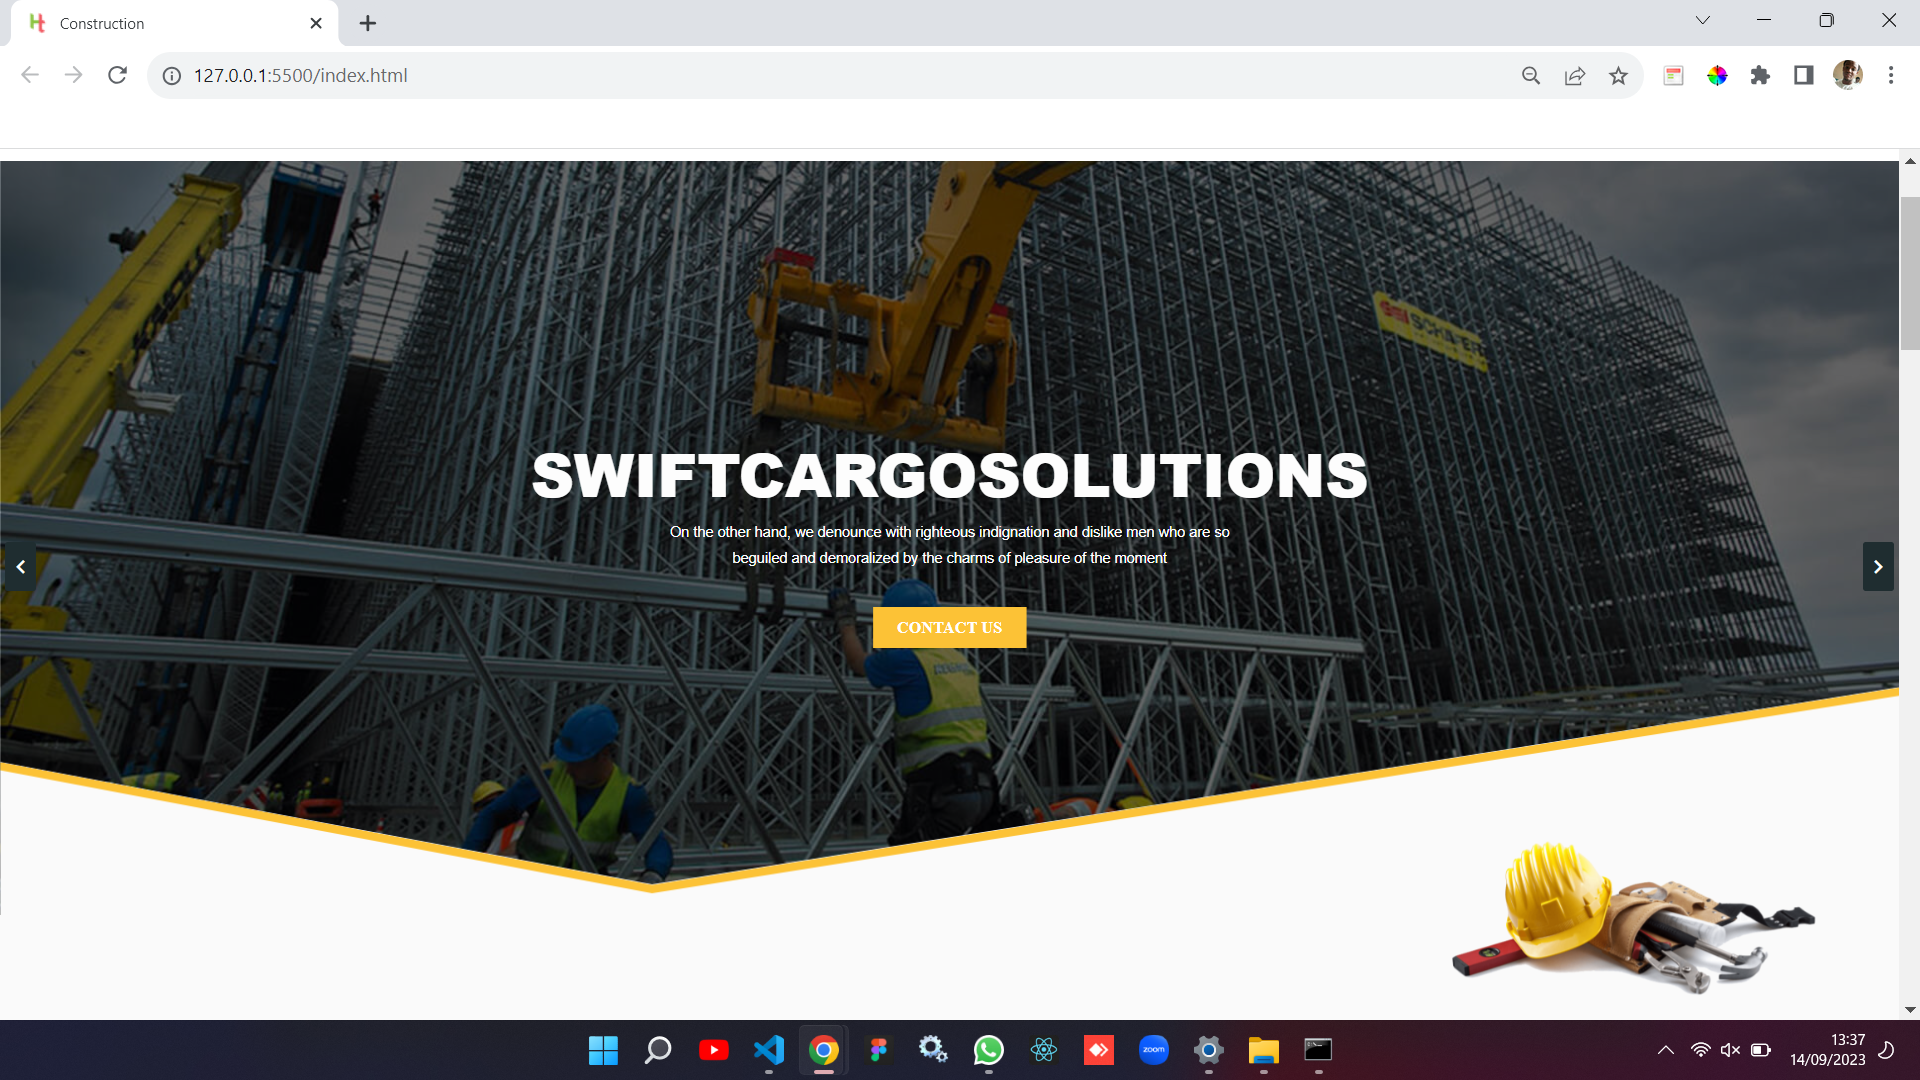 Construction
127.0.0.1:5500/index.html
SWIFTCARGOSOLUTIONS
On the other hand, we denounce with righteous indignation and dislike men who are so
beguiled and demoralized by the charms of pleasure of the moment
CONTACT US
zoom
13:37
14/09/2023